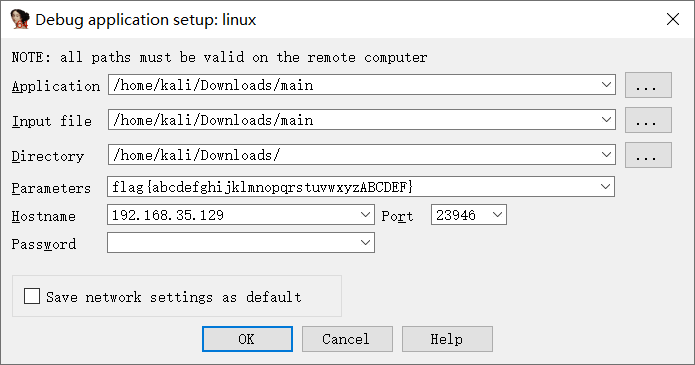 Debug application setup: linux
NOTE: all paths must be valid on the remote computer
Application /home/kali/Downloads/main ...
Input file /home/kali/Downloads/main ...
Directory /home/kali/Downloads/ ...
Parameters flag{abcdefghijklmnopqrstuvwxyzABCDEF}
Hostname 192.168.35.129 Port 23946
Password
Save network settings as default
OK Cancel Help